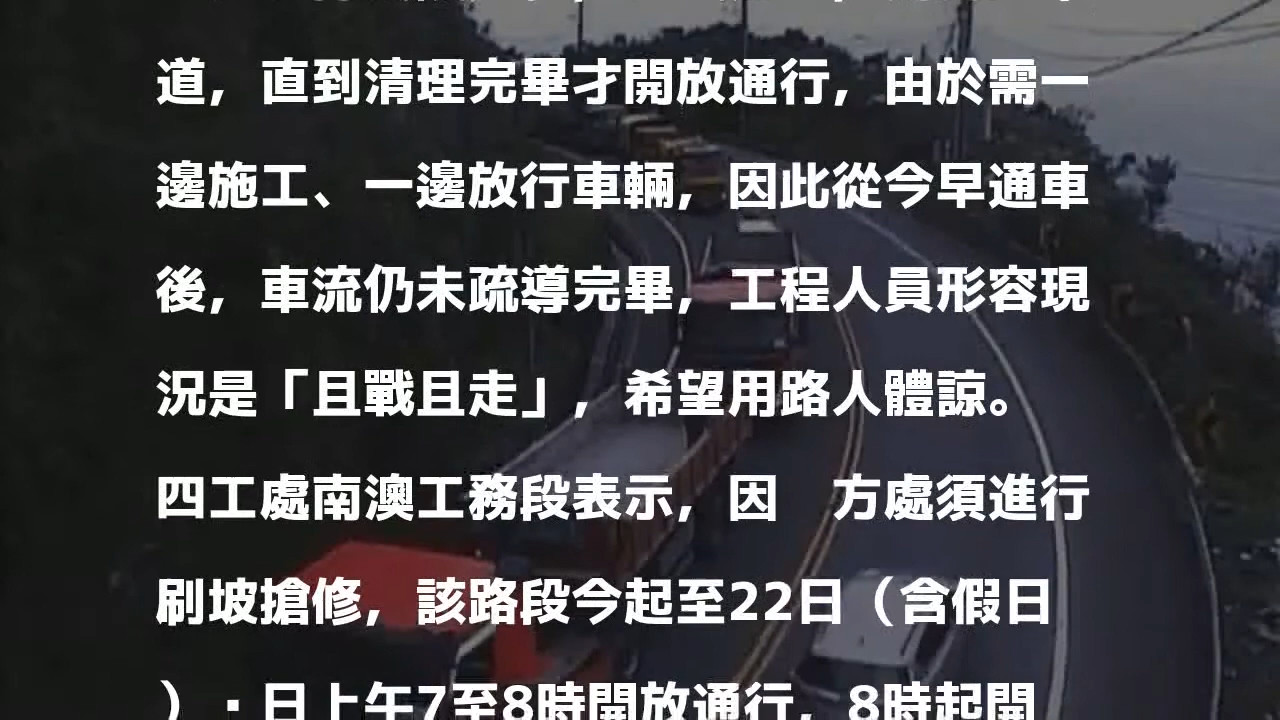 道，直到清理完畢才開放通行，由於需一
邊施工、一邊放行車輛，因此從今早通車
後，車流仍未疏導完畢，工程人員形容現
況是「且戰且走」，希望用路人體諒。
四工處南澳工務段表示，因　方處須進行
刷坡搶修，該路段今起至22日（含假日
）．日上午7至8時開放通行，8時起開